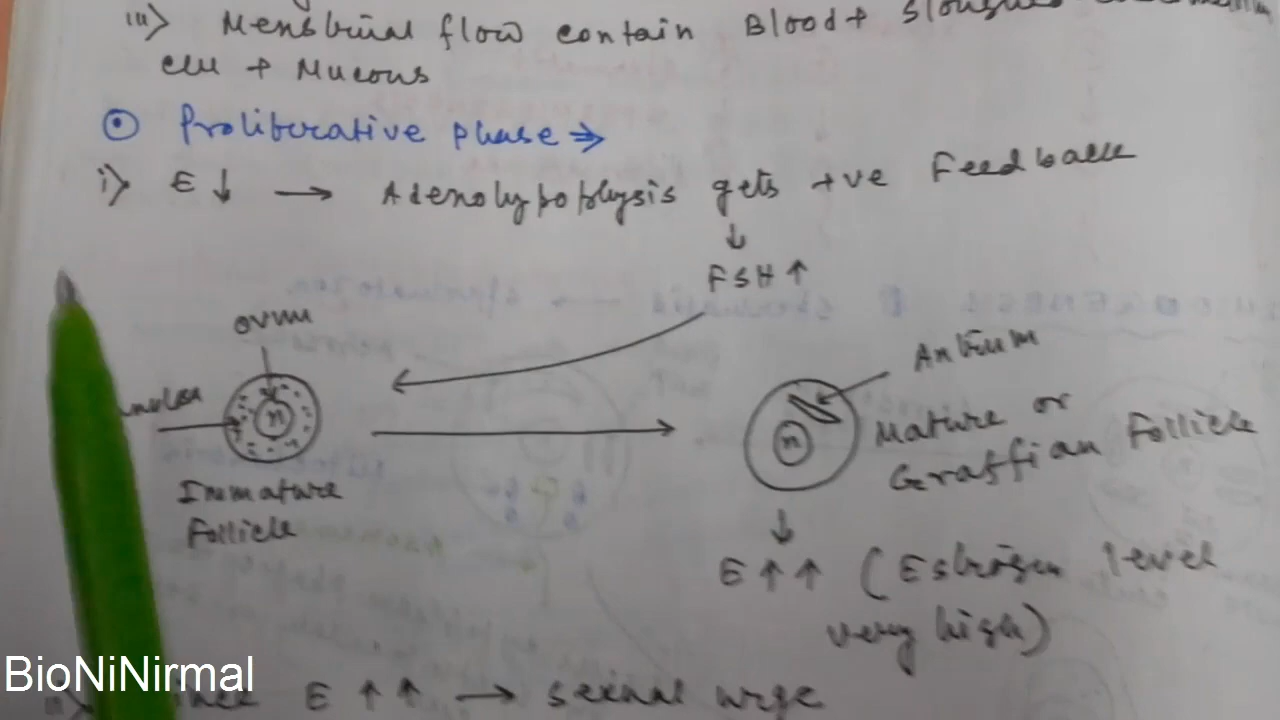 iii) Menstrual flow contain Blood +
cell + Mucous
Proliberative phase ⇒
i) E ↓ → Adenohypophysis gets +ve Feedback
↓
FSH ↑
ovum
Antrum
n
n
Mature or
Graffian Follicle
Immature
Follicle
↓
E ↑ ↑ (Estrogen level
very high)
BioNiNirmal
E ↑ ↑ → sexual urge